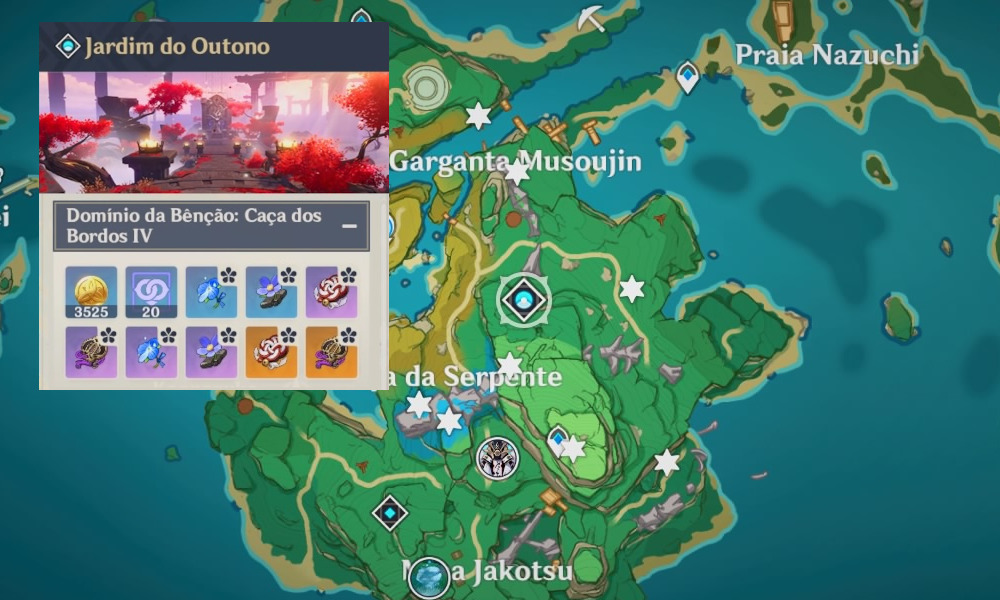 Jardim do Outono
Domínio da Bênção: Caça dos
Bordos IV
3525
20
Praia Nazuchi
Garganta Musoujin
a da Serpente
a Jakotsu